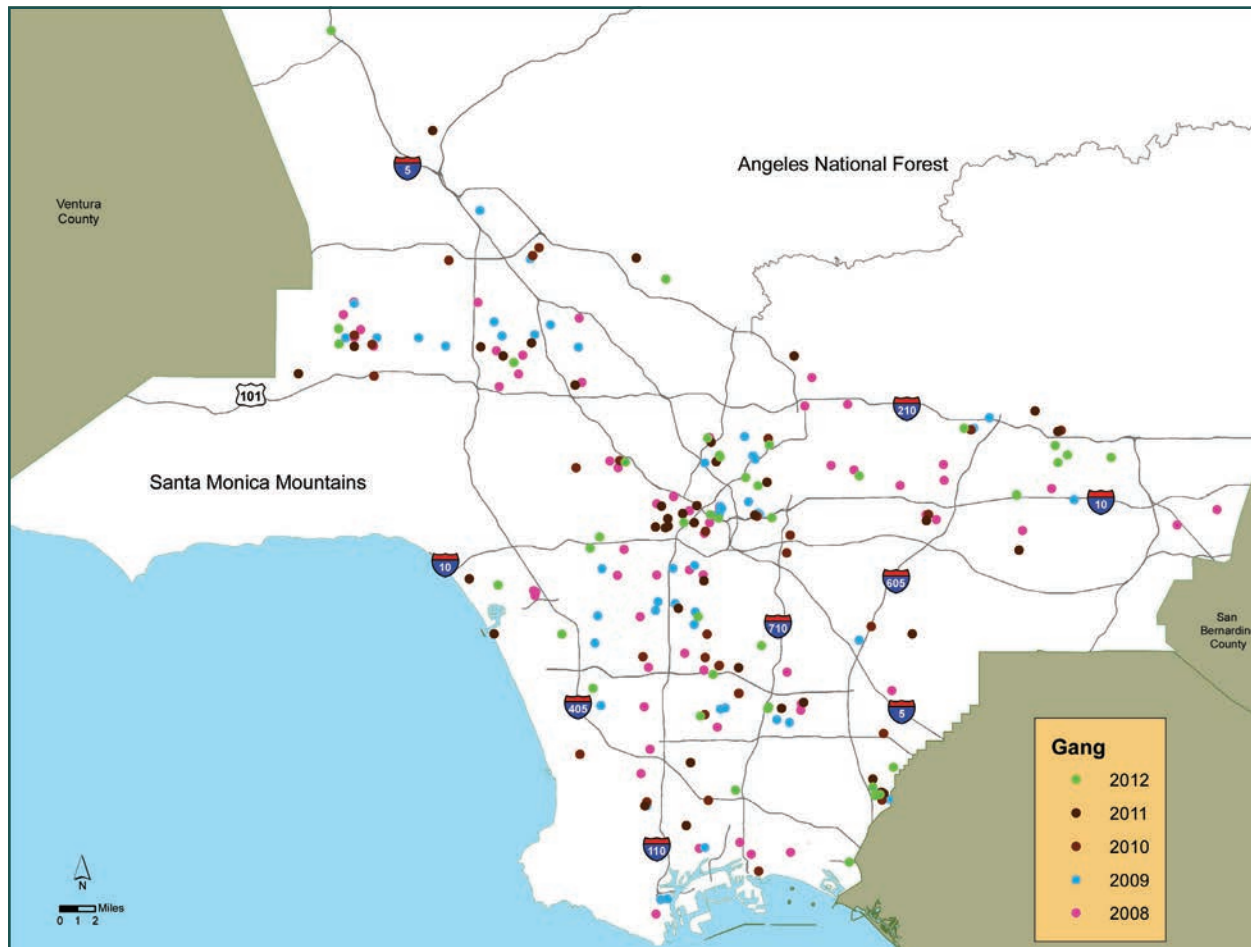 Angeles National Forest
5
Ventura
County
210
101
Santa Monica Mountains
10
10
605
San
Bernardino
County
710
405
5
Gang
2012
2011
2010
2009
2008
110
N
0 1 2 Miles